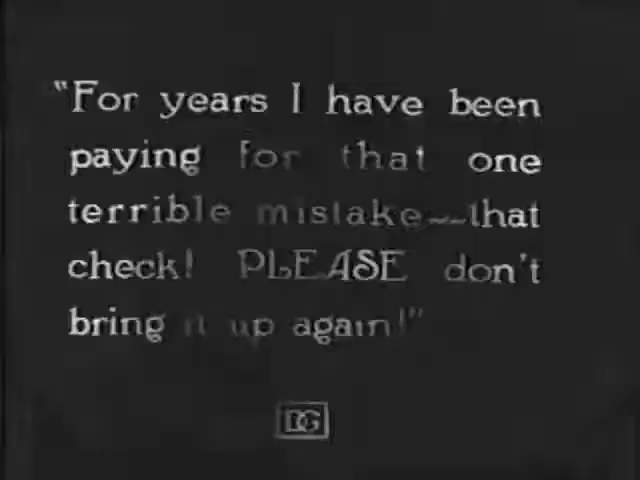 "For years I have been
paying for that one
terrible mistake—that
check! PLEASE don't
bring it up again!"
DG